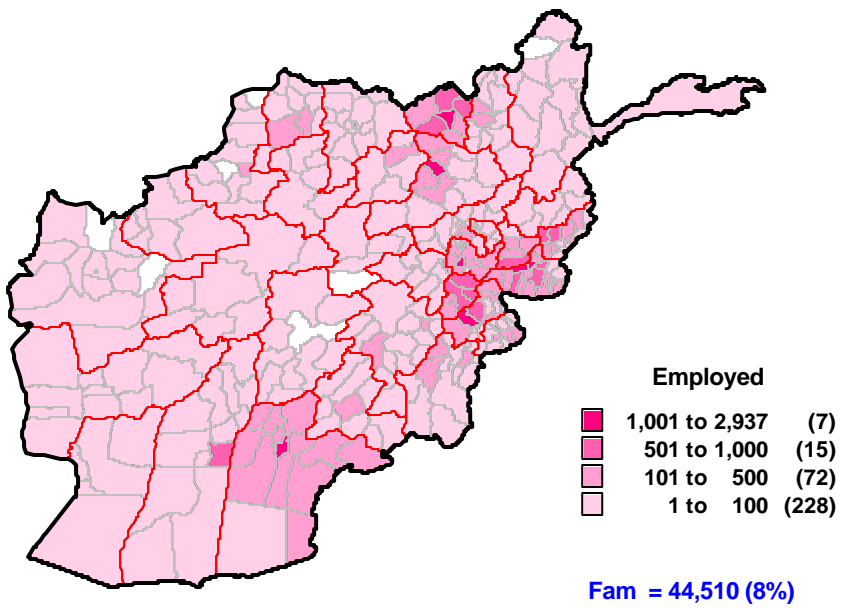 Employed
1,001 to 2,937 (7)
501 to 1,000 (15)
101 to 500 (72)
1 to 100 (228)
Fam = 44,510 (8%)